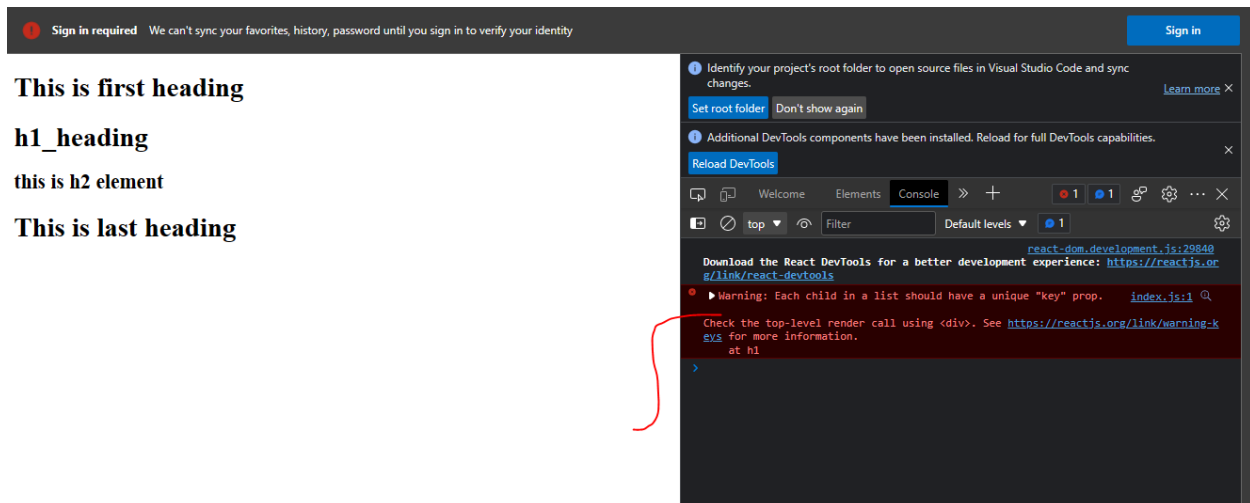 Sign in required We can't sync your favorites, history, password until you sign in to verify your identity
Sign in
This is first heading
h1_heading
this is h2 element
This is last heading
Identify your project's root folder to open source files in Visual Studio Code and sync
changes.
Learn more
Set root folder Don't show again
Additional DevTools components have been installed. Reload for full DevTools capabilities.
Reload DevTools
Welcome Elements Console 1 1
top Filter Default levels 1
react-dom.development.js:29840
Download the React DevTools for a better development experience: https://reactjs.or
g/link/react-devtools
Warning: Each child in a list should have a unique "key" prop. index.js:1
Check the top-level render call using <div>. See https://reactjs.org/link/warning-k
eys for more information.
at h1